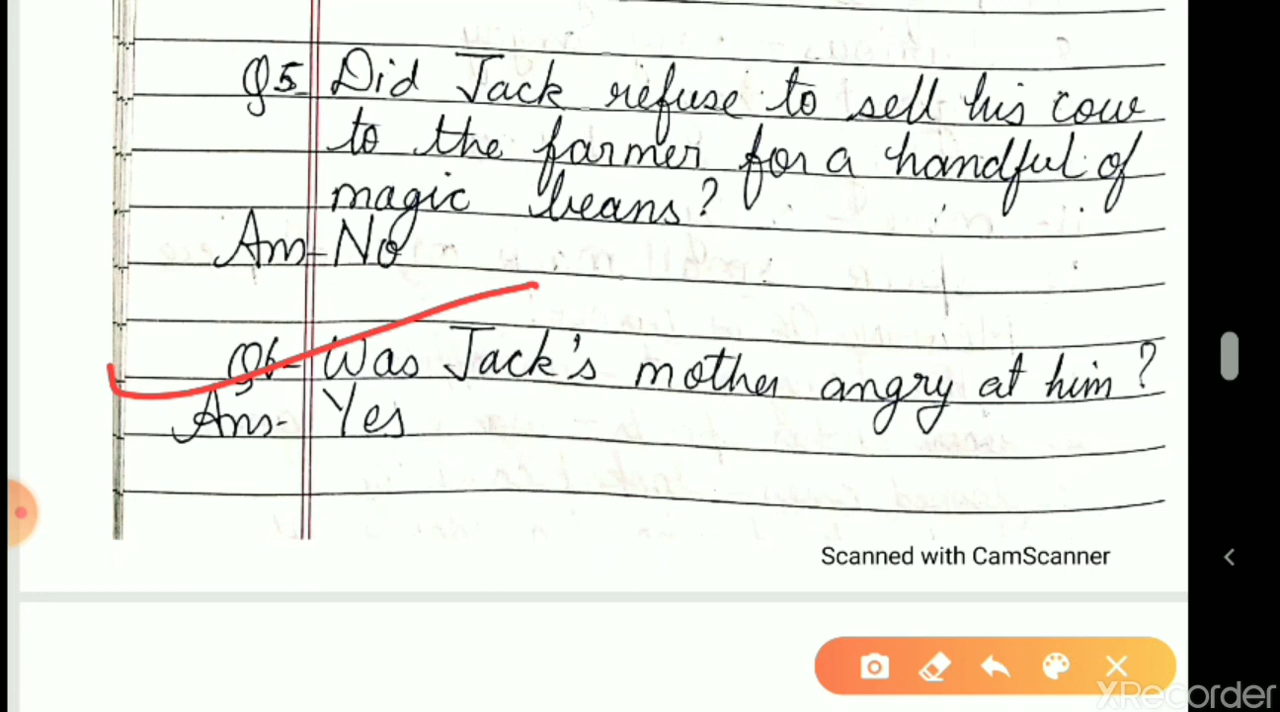 Q5- Did Jack refuse to sell his cow
to the farmer for a handful of
magic beans?
Ans- No
Q6- Was Jack's mother angry at him?
Ans- Yes
Scanned with CamScanner
XRecorder